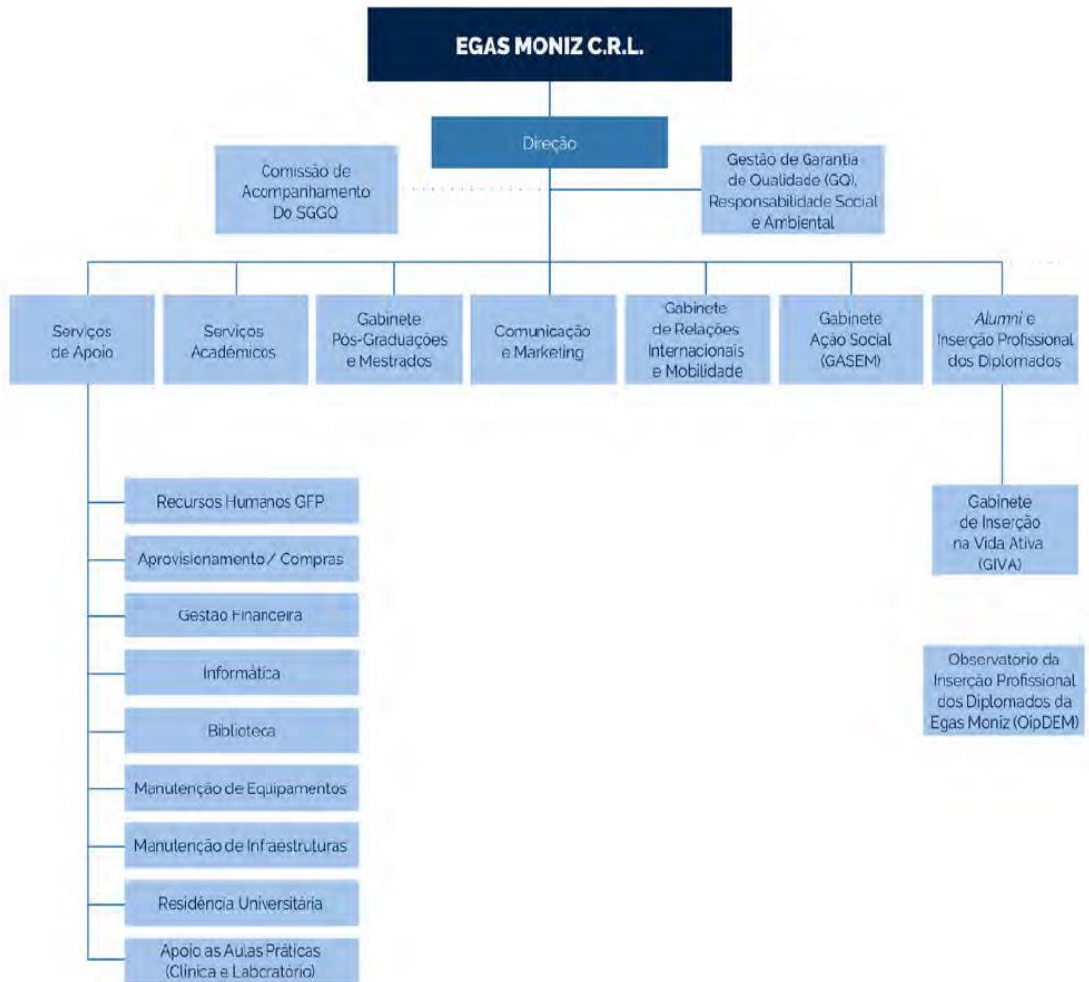 EGAS MONIZ C.R.L.
Direção
Comissão de
Acompanhamento
Do SGGQ
Gestão de Garantia
de Qualidade (GQ),
Responsabilidade Social
e Ambiental
Serviços
de Apoio
Serviços
Académicos
Gabinete
Pós-Graduações
e Mestrados
Comunicação
e Marketing
Gabinete
de Relações
Internacionais
e Mobilidade
Gabinete
Ação Social
(GASEM)
Alumni e
Inserção Profissional
dos Diplomados
Recursos Humanos GFP
Aprovisionamento / Compras
Gestão Financeira
Informática
Biblioteca
Manutenção de Equipamentos
Manutenção de Infraestruturas
Residência Universitária
Apoio as Aulas Práticas
(Clínica e Laboratório)
Gabinete
de Inserção
na Vida Ativa
(GIVA)
Observatorio da
Inserção Profissional
dos Diplomados da
Egas Moniz (OipDEM)